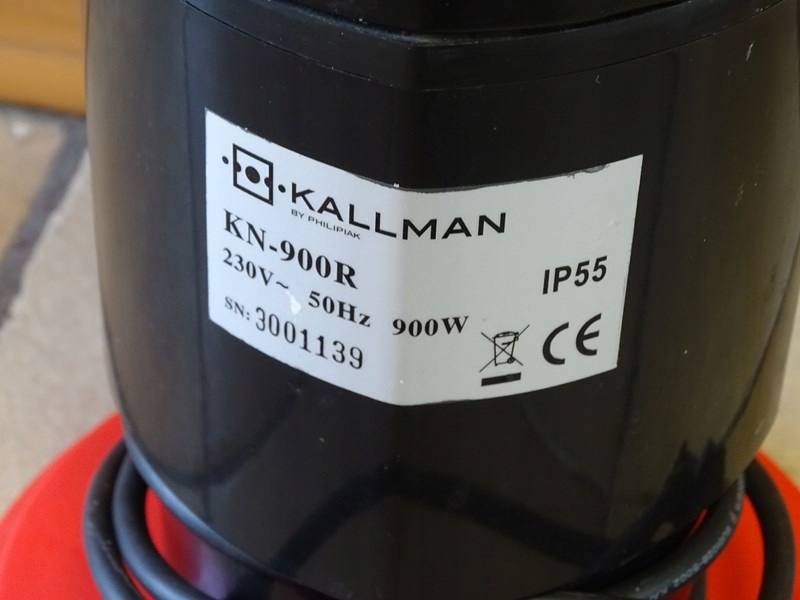 KALLMAN
BY PHILIPIAK
KN-900R
230V~ 50Hz 900W
IP55
SN: 3001139
CE